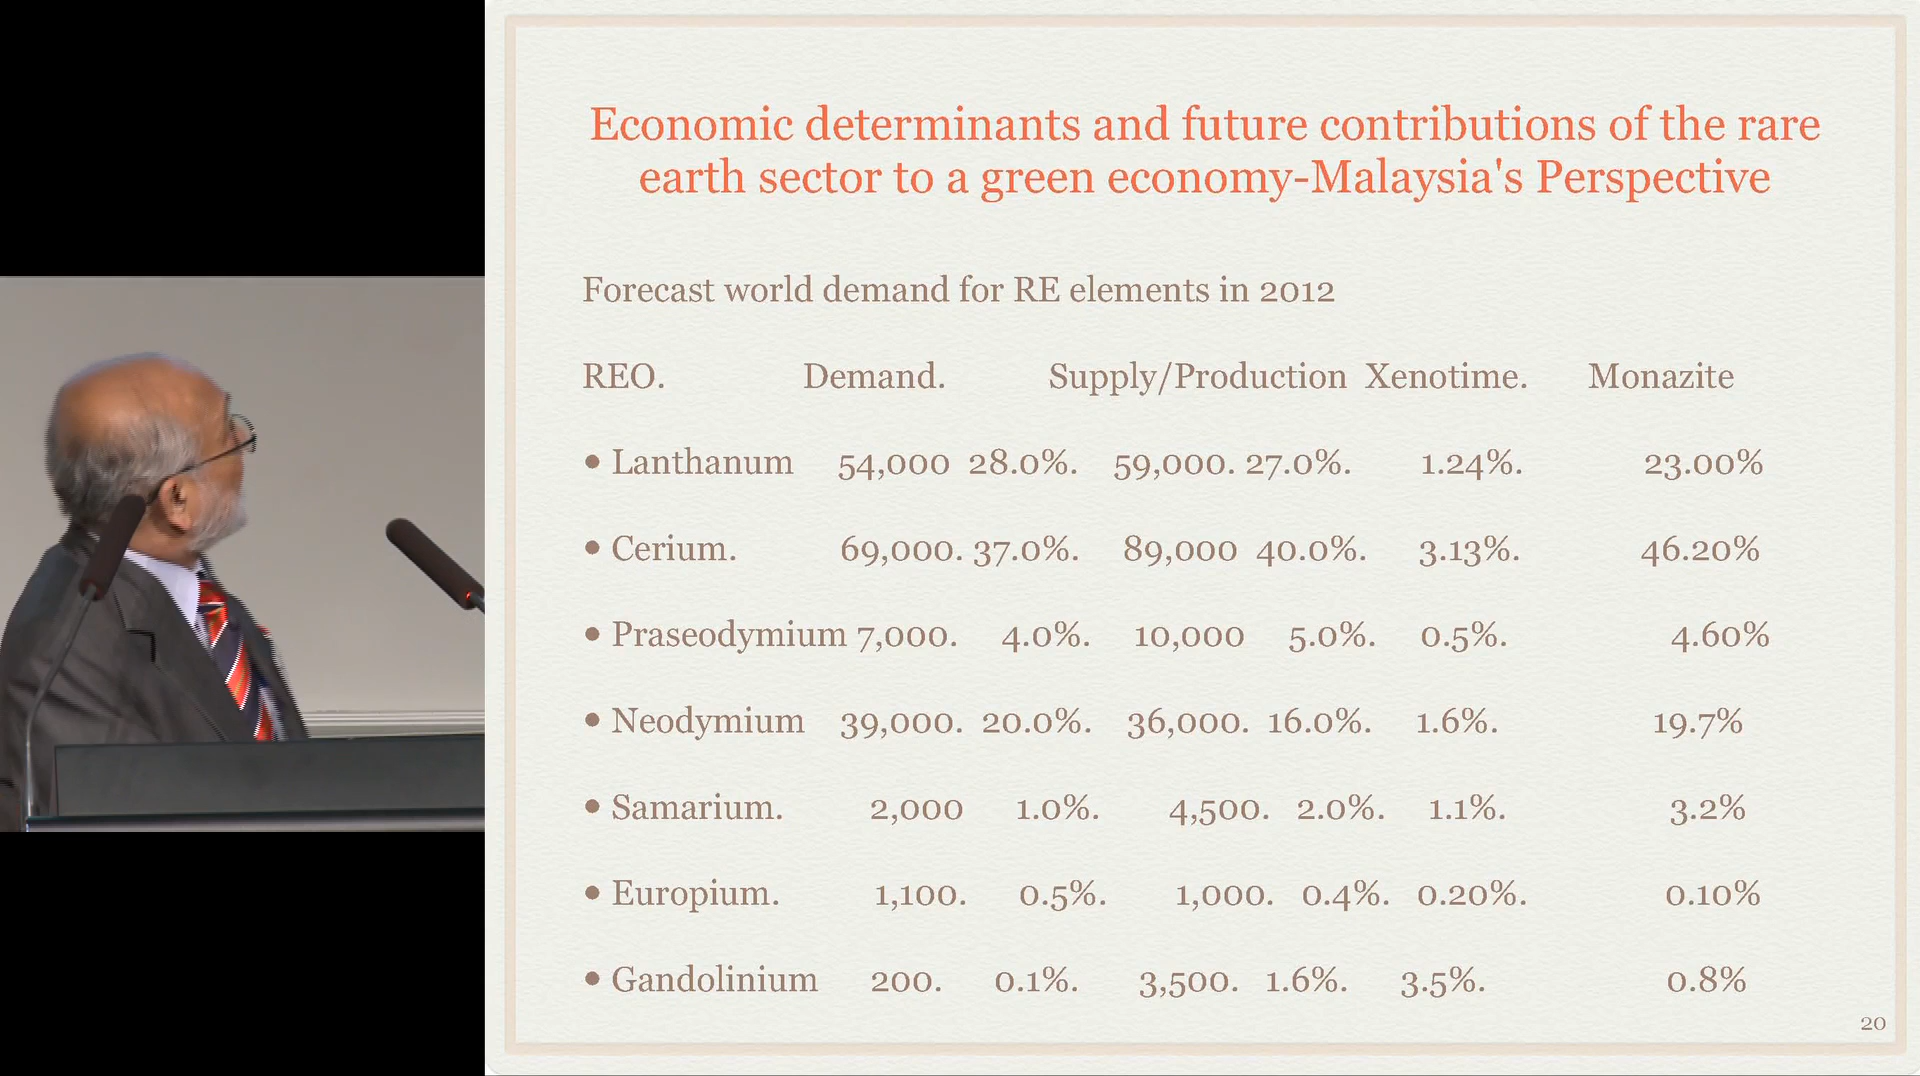 Economic determinants and future contributions of the rare
earth sector to a green economy-Malaysia's Perspective
Forecast world demand for RE elements in 2012
REO. Demand. Supply/Production Xenotime. Monazite
• Lanthanum 54,000 28.0%. 59,000. 27.0%. 1.24%. 23.00%
• Cerium. 69,000. 37.0%. 89,000 40.0%. 3.13%. 46.20%
• Praseodymium 7,000. 4.0%. 10,000 5.0%. 0.5%. 4.60%
• Neodymium 39,000. 20.0%. 36,000. 16.0%. 1.6%. 19.7%
• Samarium. 2,000 1.0%. 4,500. 2.0%. 1.1%. 3.2%
• Europium. 1,100. 0.5%. 1,000. 0.4%. 0.20%. 0.10%
• Gandolinium 200. 0.1%. 3,500. 1.6%. 3.5%. 0.8%
20